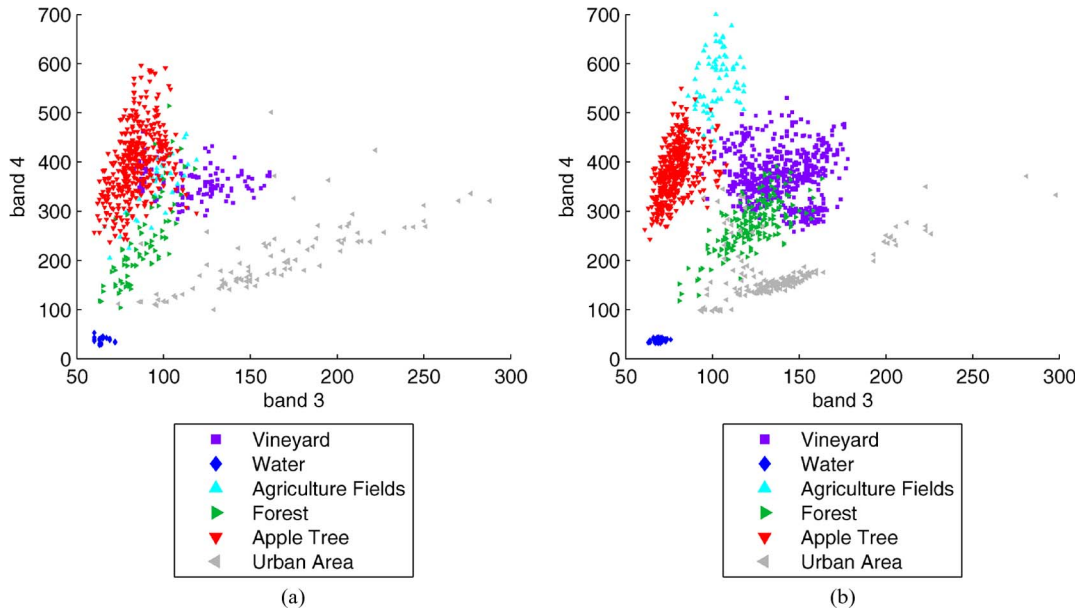 700
600
500
400
300
200
100
0
band 4
50
100
150
200
250
300
band 3
Vineyard
Water
Agriculture Fields
Forest
Apple Tree
Urban Area
(a)
700
600
500
400
300
200
100
0
band 4
50
100
150
200
250
300
band 3
Vineyard
Water
Agriculture Fields
Forest
Apple Tree
Urban Area
(b)